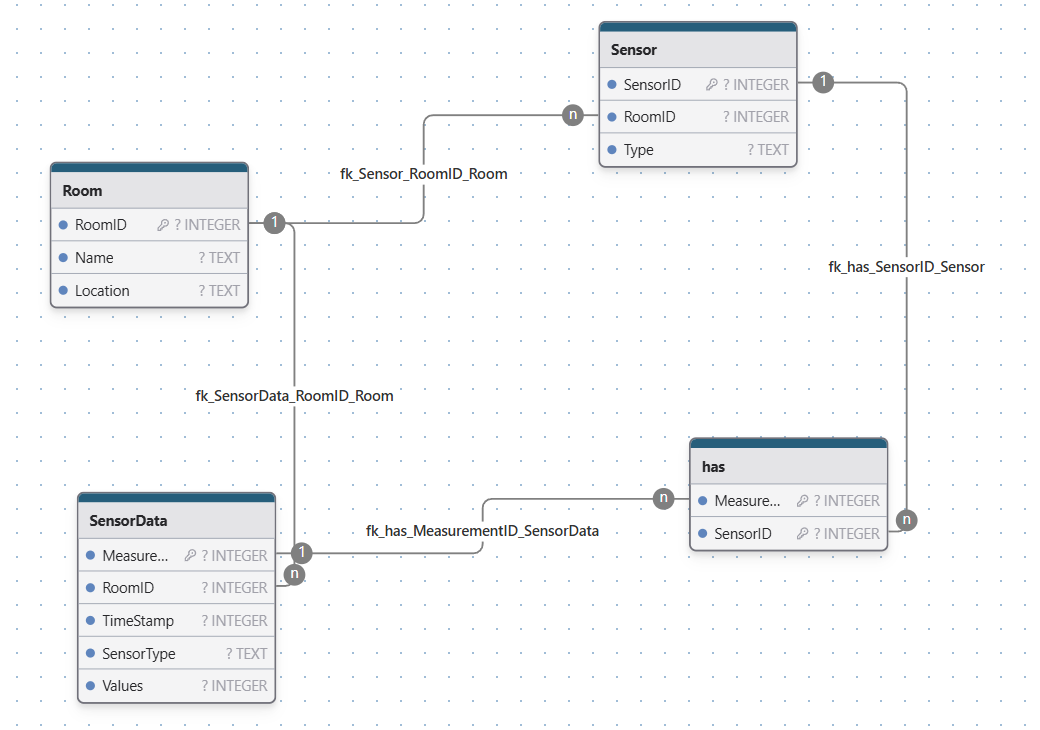 Sensor
SensorID ? INTEGER
RoomID ? INTEGER
Type ? TEXT
1
n
fk_Sensor_RoomID_Room
Room
RoomID ? INTEGER
Name ? TEXT
Location ? TEXT
1
fk_has_SensorID_Sensor
fk_SensorData_RoomID_Room
has
Measure... ? INTEGER
SensorID ? INTEGER
n
n
fk_has_MeasurementID_SensorData
SensorData
Measure... ? INTEGER
RoomID ? INTEGER
TimeStamp ? INTEGER
SensorType ? TEXT
Values ? INTEGER
1
n